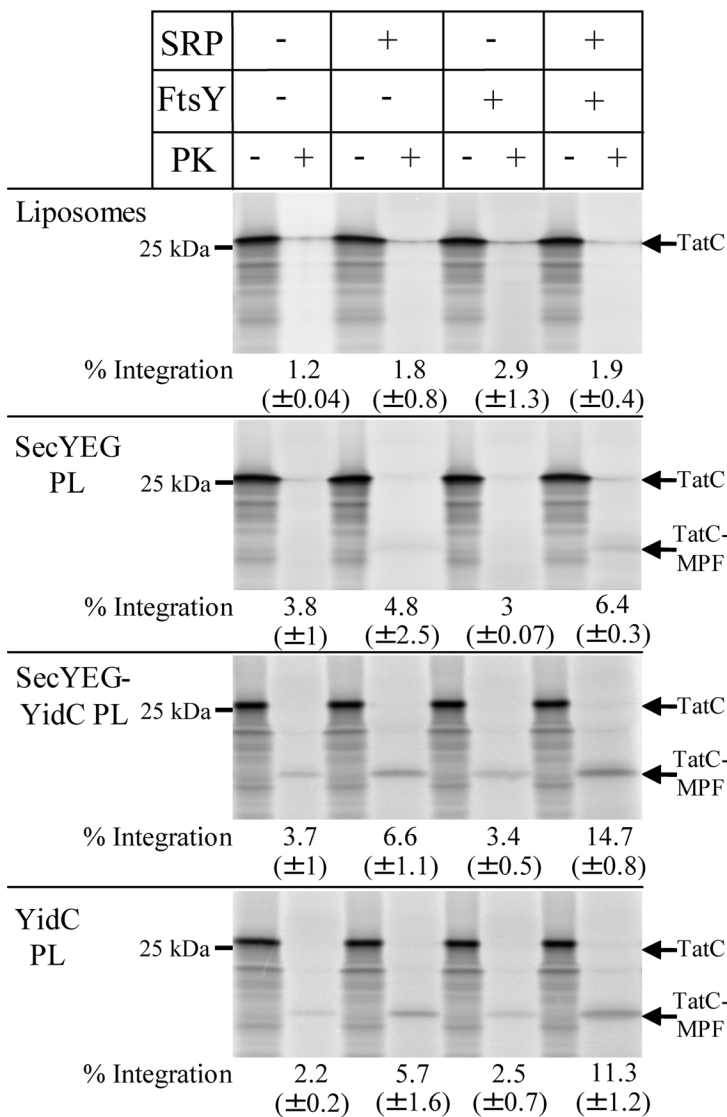 SRP - + - +
FtsY - - + +
PK - + - + - + - +
Liposomes
25 kDa
TatC
% Integration 1.2 1.8 2.9 1.9
(±0.04) (±0.8) (±1.3) (±0.4)
SecYEG
PL
25 kDa
TatC
TatC-
MPF
% Integration 3.8 4.8 3 6.4
(±1) (±2.5) (±0.07) (±0.3)
SecYEG-
YidC PL
25 kDa
TatC
TatC-
MPF
% Integration 3.7 6.6 3.4 14.7
(±1) (±1.1) (±0.5) (±0.8)
YidC
PL
25 kDa
TatC
TatC-
MPF
% Integration 2.2 5.7 2.5 11.3
(±0.2) (±1.6) (±0.7) (±1.2)